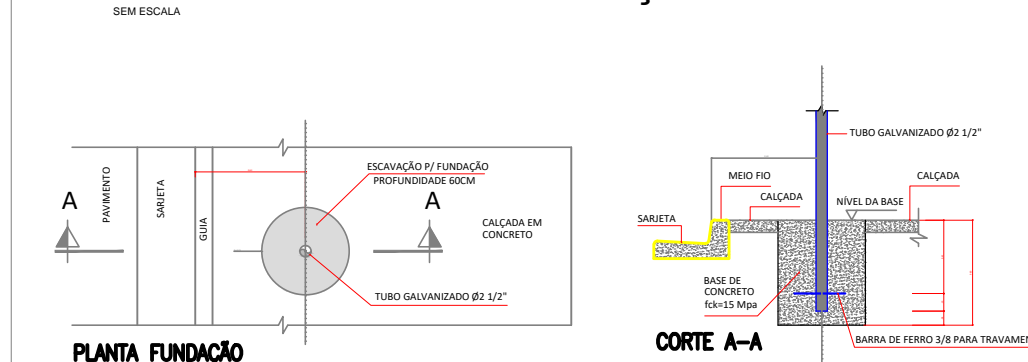 SEM ESCALA
A
PAVIMENTO
SARJETA
GUIA
ESCAVAÇÃO P/ FUNDAÇÃO
PROFUNDIDADE 60CM
A
CALÇADA EM
CONCRETO
TUBO GALVANIZADO Ø2 1/2"
PLANTA FUNDAÇÃO
TUBO GALVANIZADO Ø2 1/2"
MEIO FIO
CALÇADA
CALÇADA
NÍVEL DA BASE
SARJETA
BASE DE
CONCRETO
fck=15 Mpa
BARRA DE FERRO 3/8 PARA
CORTE A-A